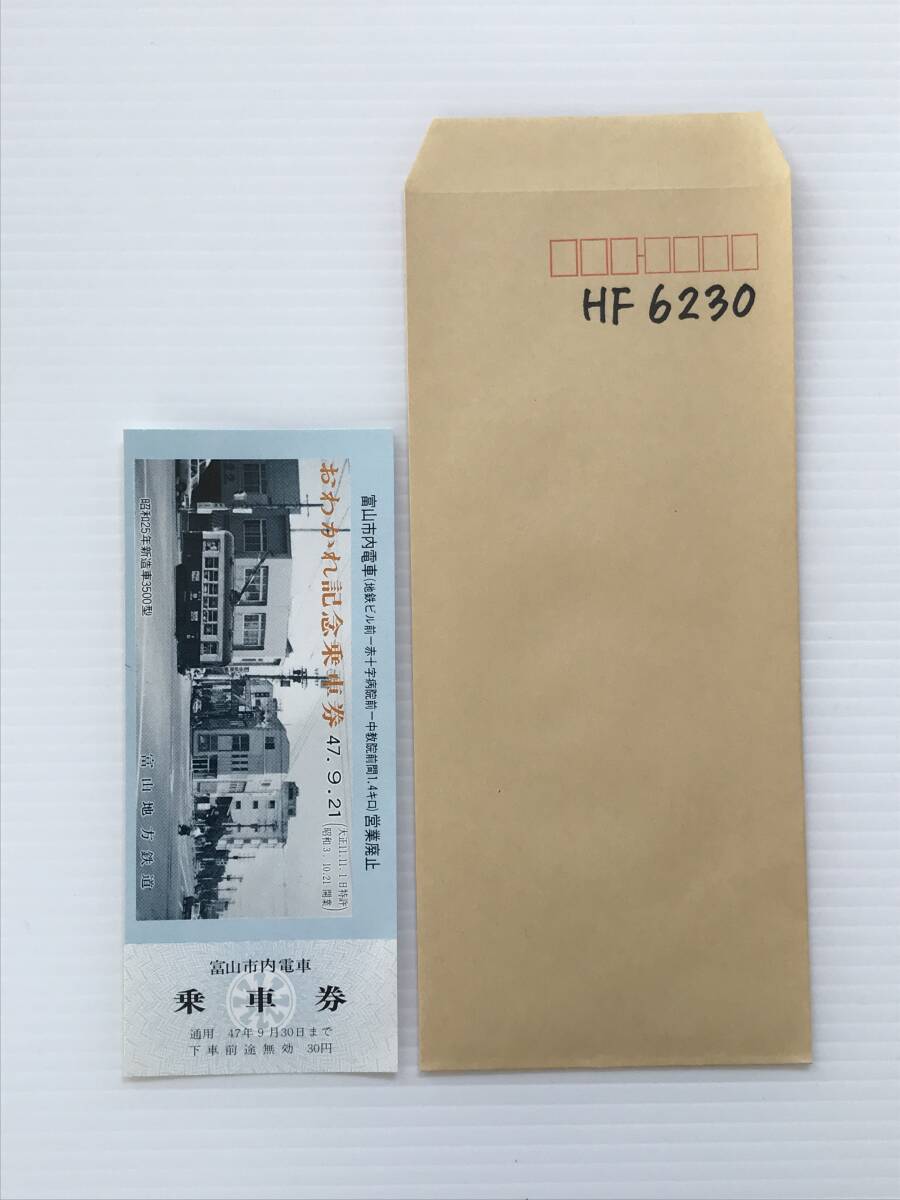 HF 6230
富山市内電車(地鉄ビル前ー赤十字病院前ー中教院前間1.4キロ)営業廃止
おわかれ記念乗車券 47.9.21
(大正11.11.1日特許
昭和3.10.21開業)
昭和25年新造車3500型
富山地方鉄道
富山市内電車
乗車券
通用 47年9月30日まで
下車前途無効 30円